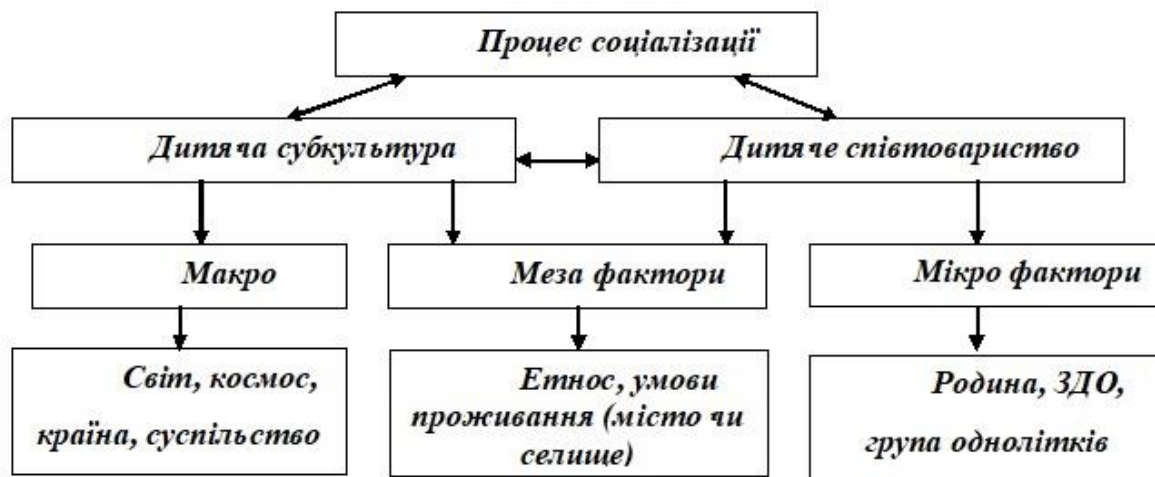 Процес соціалізації
Дитяча субкультура
Дитяче співтовариство
Макро
Меза фактори
Мікро фактори
Світ, космос,
країна, суспільство
Етнос, умови
проживання (місто чи
селище)
Родина, ЗДО,
група однолітків